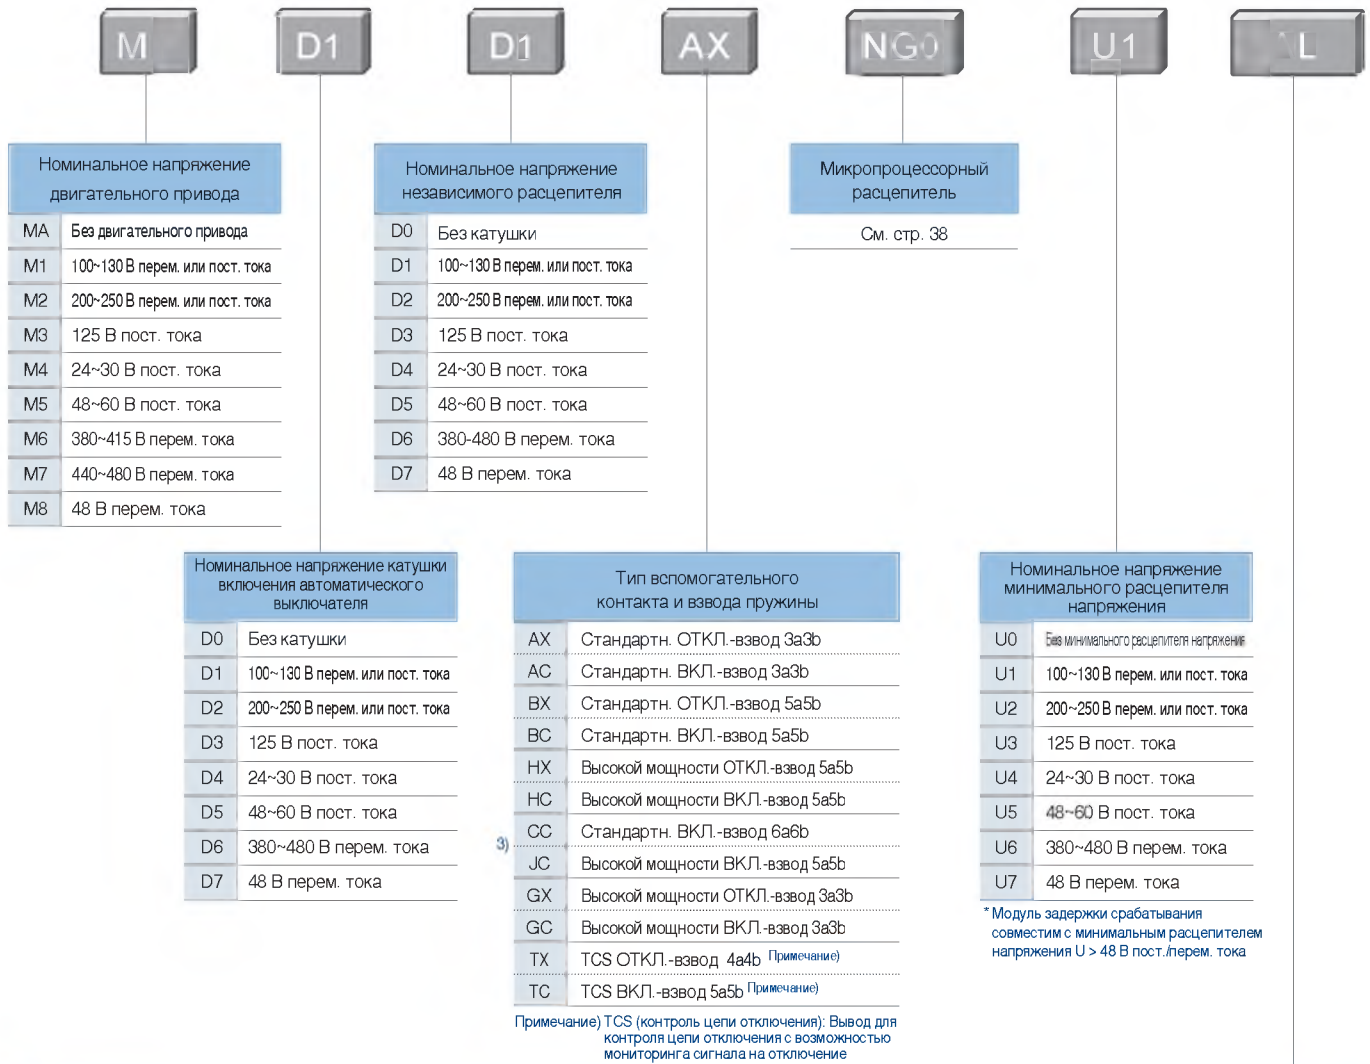 M D1 D1 AX NG0 U1 L
Номинальное напряжение
двигательного привода
MA Без двигательного привода
M1 100~130 В перем. или пост. тока
M2 200~250 В перем. или пост. тока
M3 125 В пост. тока
M4 24~30 В пост. тока
M5 48~60 В пост. тока
M6 380~415 В перем. тока
M7 440~480 В перем. тока
M8 48 В перем. тока
Номинальное напряжение
независимого расцепителя
D0 Без катушки
D1 100~130 В перем. или пост. тока
D2 200~250 В перем. или пост. тока
D3 125 В пост. тока
D4 24~30 В пост. тока
D5 48~60 В пост. тока
D6 380-480 В перем. тока
D7 48 В перем. тока
Микропроцессорный
расцепитель
См. стр. 38
Номинальное напряжение катушки
включения автоматического
выключателя
D0 Без катушки
D1 100~130 В перем. или пост. тока
D2 200~250 В перем. или пост. тока
D3 125 В пост. тока
D4 24~30 В пост. тока
D5 48~60 В пост. тока
D6 380~480 В перем. тока
D7 48 В перем. тока
Тип вспомогательного
контакта и взвода пружины
AX Стандартн. ОТКЛ.-взвод 3a3b
AC Стандартн. ВКЛ.-взвод 3a3b
BX Стандартн. ОТКЛ.-взвод 5a5b
BC Стандартн. ВКЛ.-взвод 5a5b
HX Высокой мощности ОТКЛ.-взвод 5a5b
HC Высокой мощности ВКЛ.-взвод 5a5b
CC Стандартн. ВКЛ.-взвод 6a6b
3)
JC Высокой мощности ВКЛ.-взвод 5a5b
GX Высокой мощности ОТКЛ.-взвод 3a3b
GC Высокой мощности ВКЛ.-взвод 3a3b
TX TCS ОТКЛ.-взвод 4a4b Примечание)
TC TCS ВКЛ.-взвод 5a5b Примечание)
Примечание) TCS (контроль цепи отключения): Вывод для
контроля цепи отключения с возможностью
мониторинга сигнала на отключение
Номинальное напряжение
минимального расцепителя
напряжения
U0 Без минимального расцепителя напряжения
U1 100~130 В перем. или пост. тока
U2 200~250 В перем. или пост. тока
U3 125 В пост. тока
U4 24~30 В пост. тока
U5 48~60 В пост. тока
U6 380~480 В перем. тока
U7 48 В перем. тока
* Модуль задержки срабатывания
совместим с минимальным расцепителем
напряжения U > 48 В пост./перем. тока